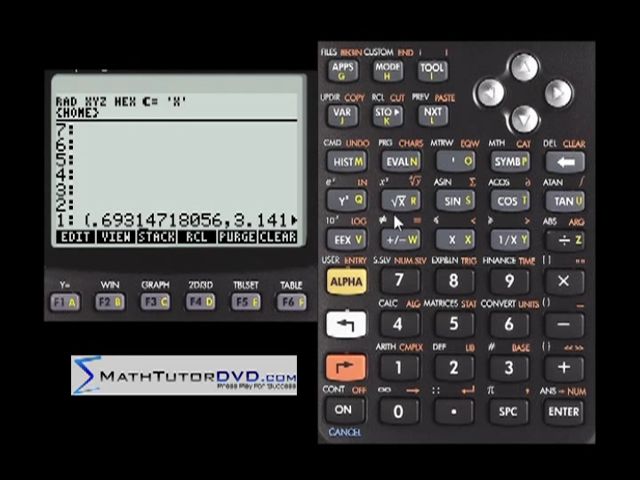 RAD XYZ HEX C= 'X'
{HOME}
7:
6:
5:
4:
3:
2:
1: (.69314718056,3.141
EDIT VIEW STACK RCL PURGE CLEAR
Y= WIN GRAPH 2D/3D TBLSET TABLE
F1 A F2 B F3 C F4 D F5 E F6 F
MATHTUTORDVD.COM
Press Play For Success
FILES BEGIN CUSTOM END
APPS MODE TOOL
G H I
UPDIR COPY RCL CUT PREV PASTE
VAR J STO▶ K NXT L
CMD UNDO PRG CHARS MTRW EQW MTH CAT DEL CLEAR
HIST M EVAL N ' O SYMB P
eˣ LN x² ASIN Σ ACOS ATAN ∫
Yˣ Q √X R SIN S COS T TAN U
10ˣ LOG ≠ = < > ABS ARG
EEX V +/− W X X 1/X Y ÷ Z
USER ENTRY S.SLV NUM.SLV EXP&LN TRIG FINANCE TIME
ALPHA 7 8 9 ×
CALC ALG MATRICES STAT CONVERT UNITS
4 5 6 −
ARITH CMPLX DEF LIB # BASE { } « »
1 2 3 +
CONT OFF :: ↵ π , ANS → NUM
ON 0 . SPC ENTER
CANCEL